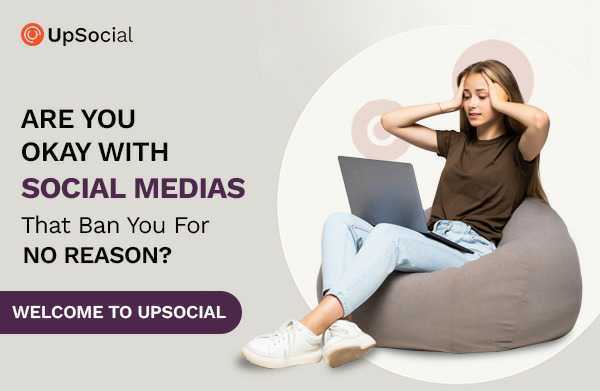 UpSocial
ARE YOU
OKAY WITH
SOCIAL MEDIAS
That Ban You For
NO REASON?
WELCOME TO UPSOCIAL